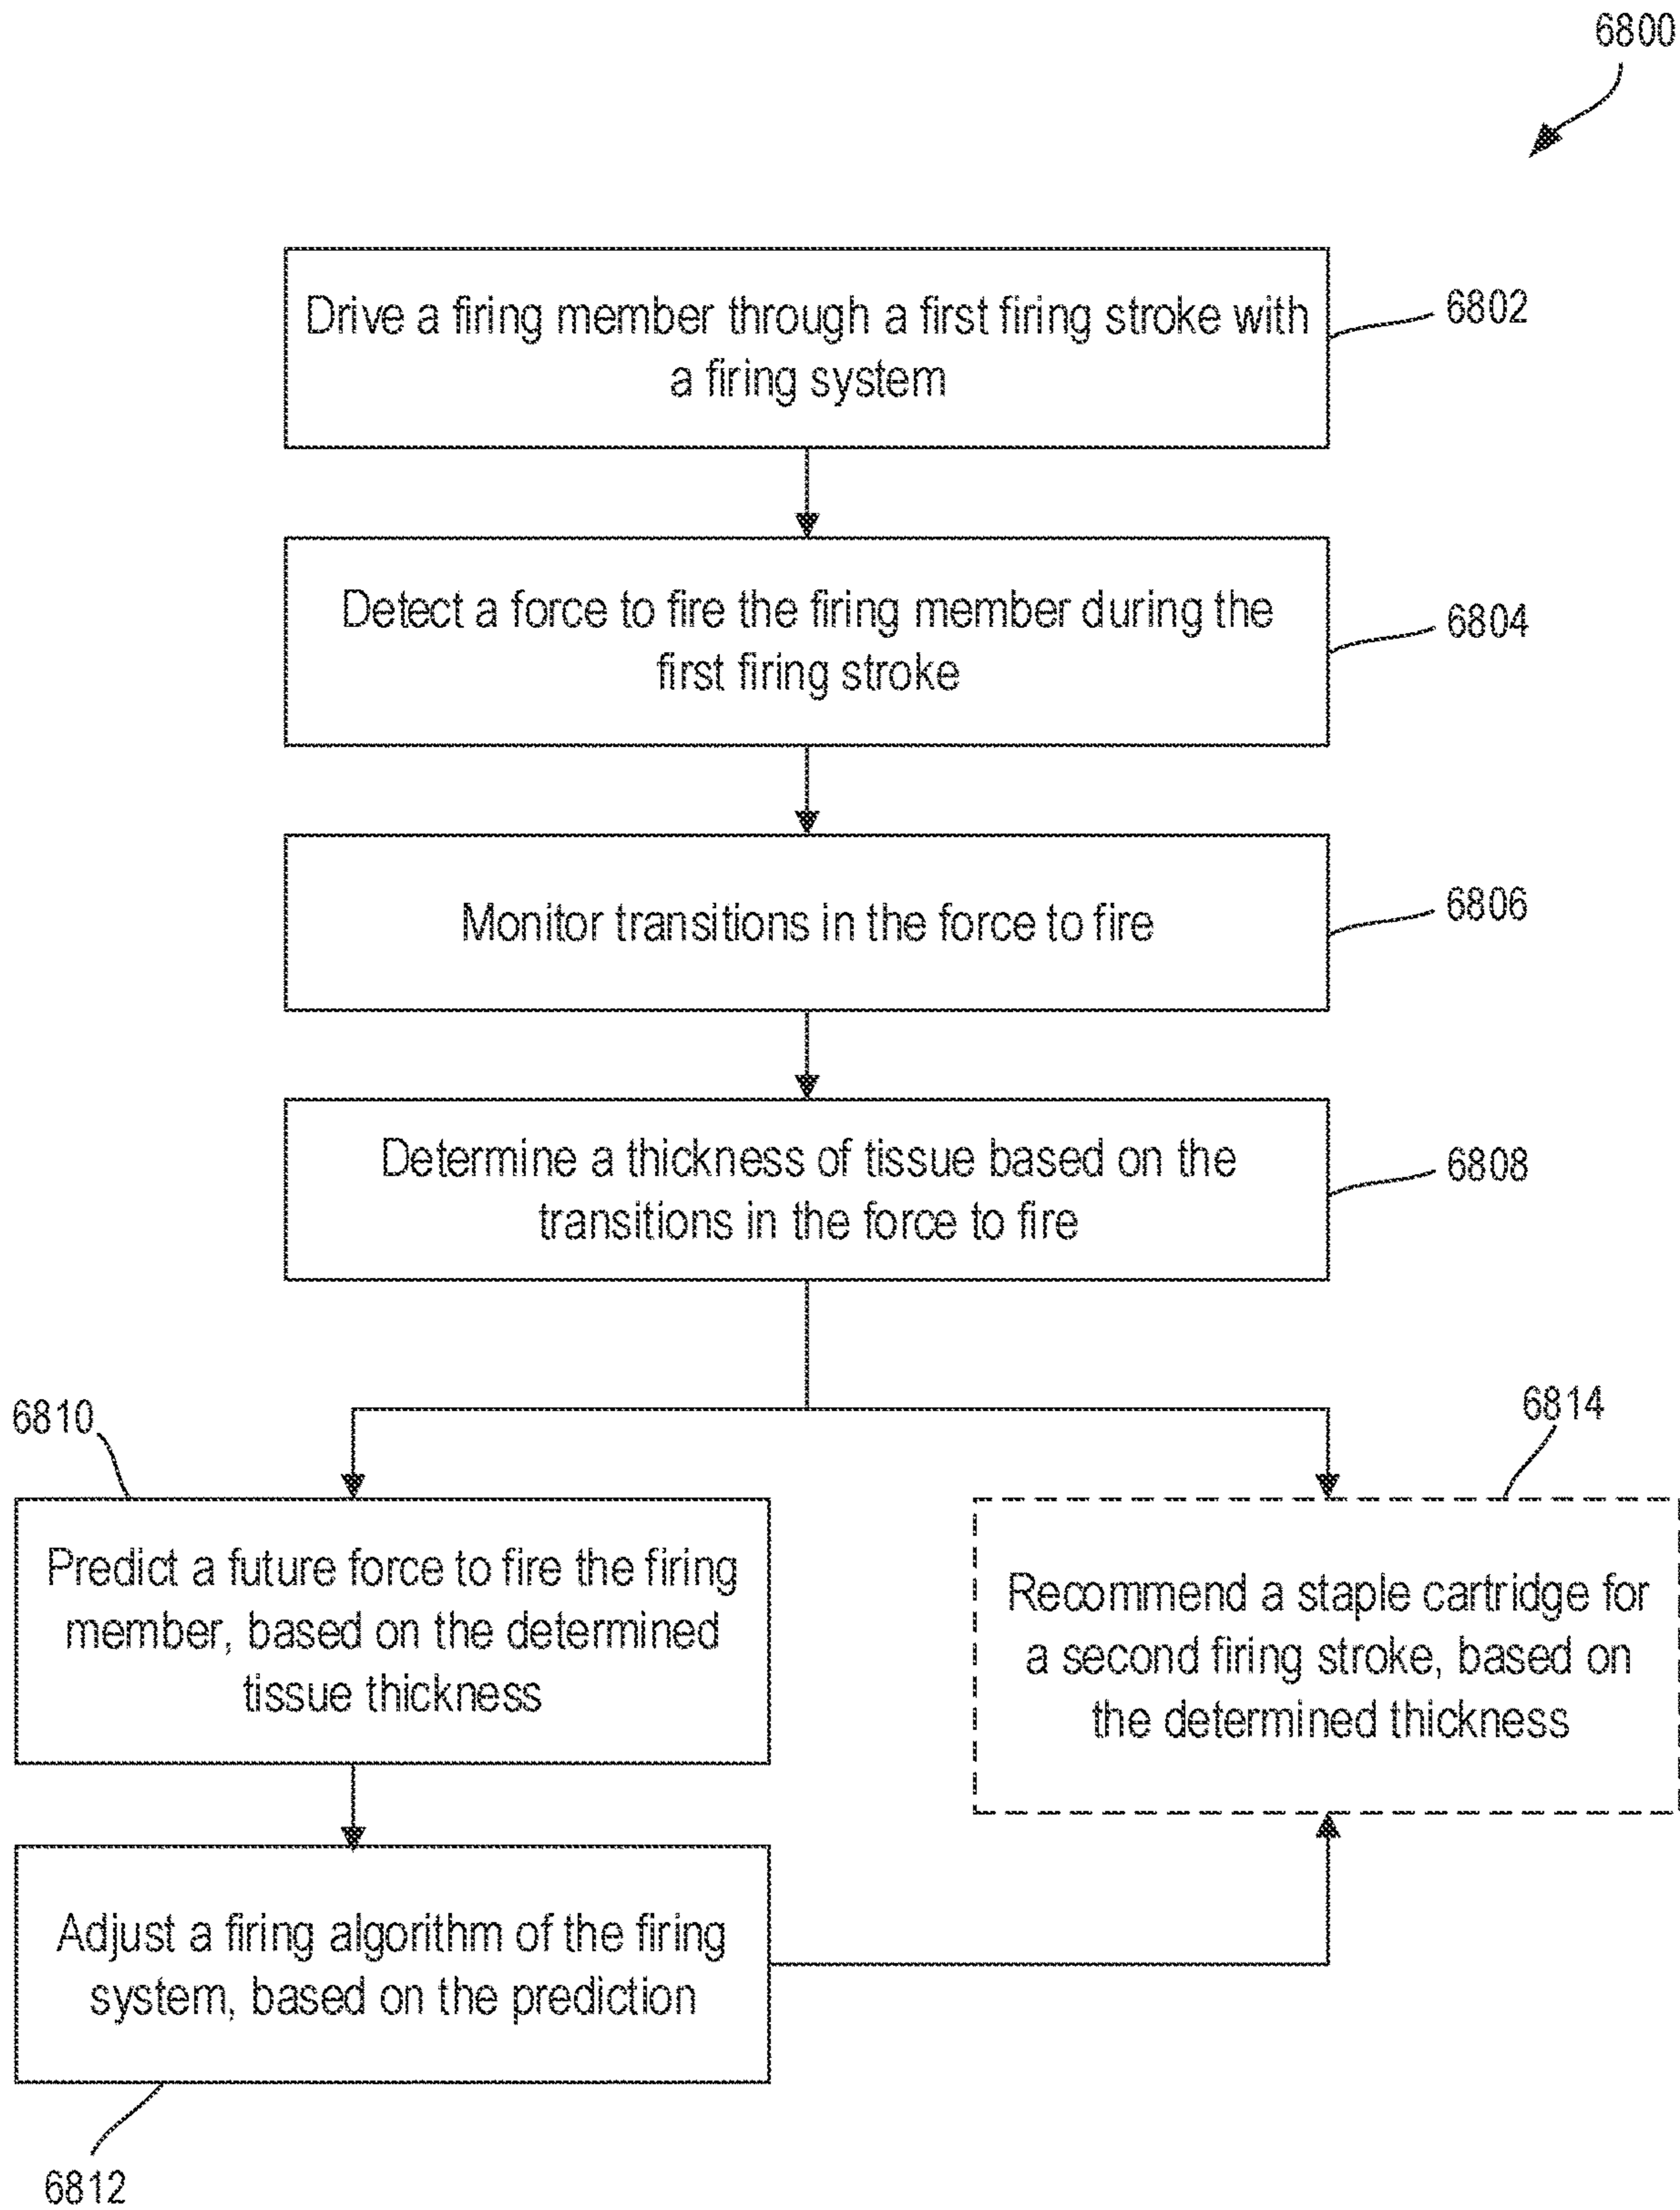 6800
Drive a firing member through a first firing stroke with
a firing system
6802
Detect a force to fire the firing member during the
first firing stroke
6804
Monitor transitions in the force to fire
6806
Determine a thickness of tissue based on the
transitions in the force to fire
6808
6810
6814
Predict a future force to fire the firing
member, based on the determined
tissue thickness
Recommend a staple cartridge for
a second firing stroke, based on
the determined thickness
Adjust a firing algorithm of the firing
system, based on the prediction
6812